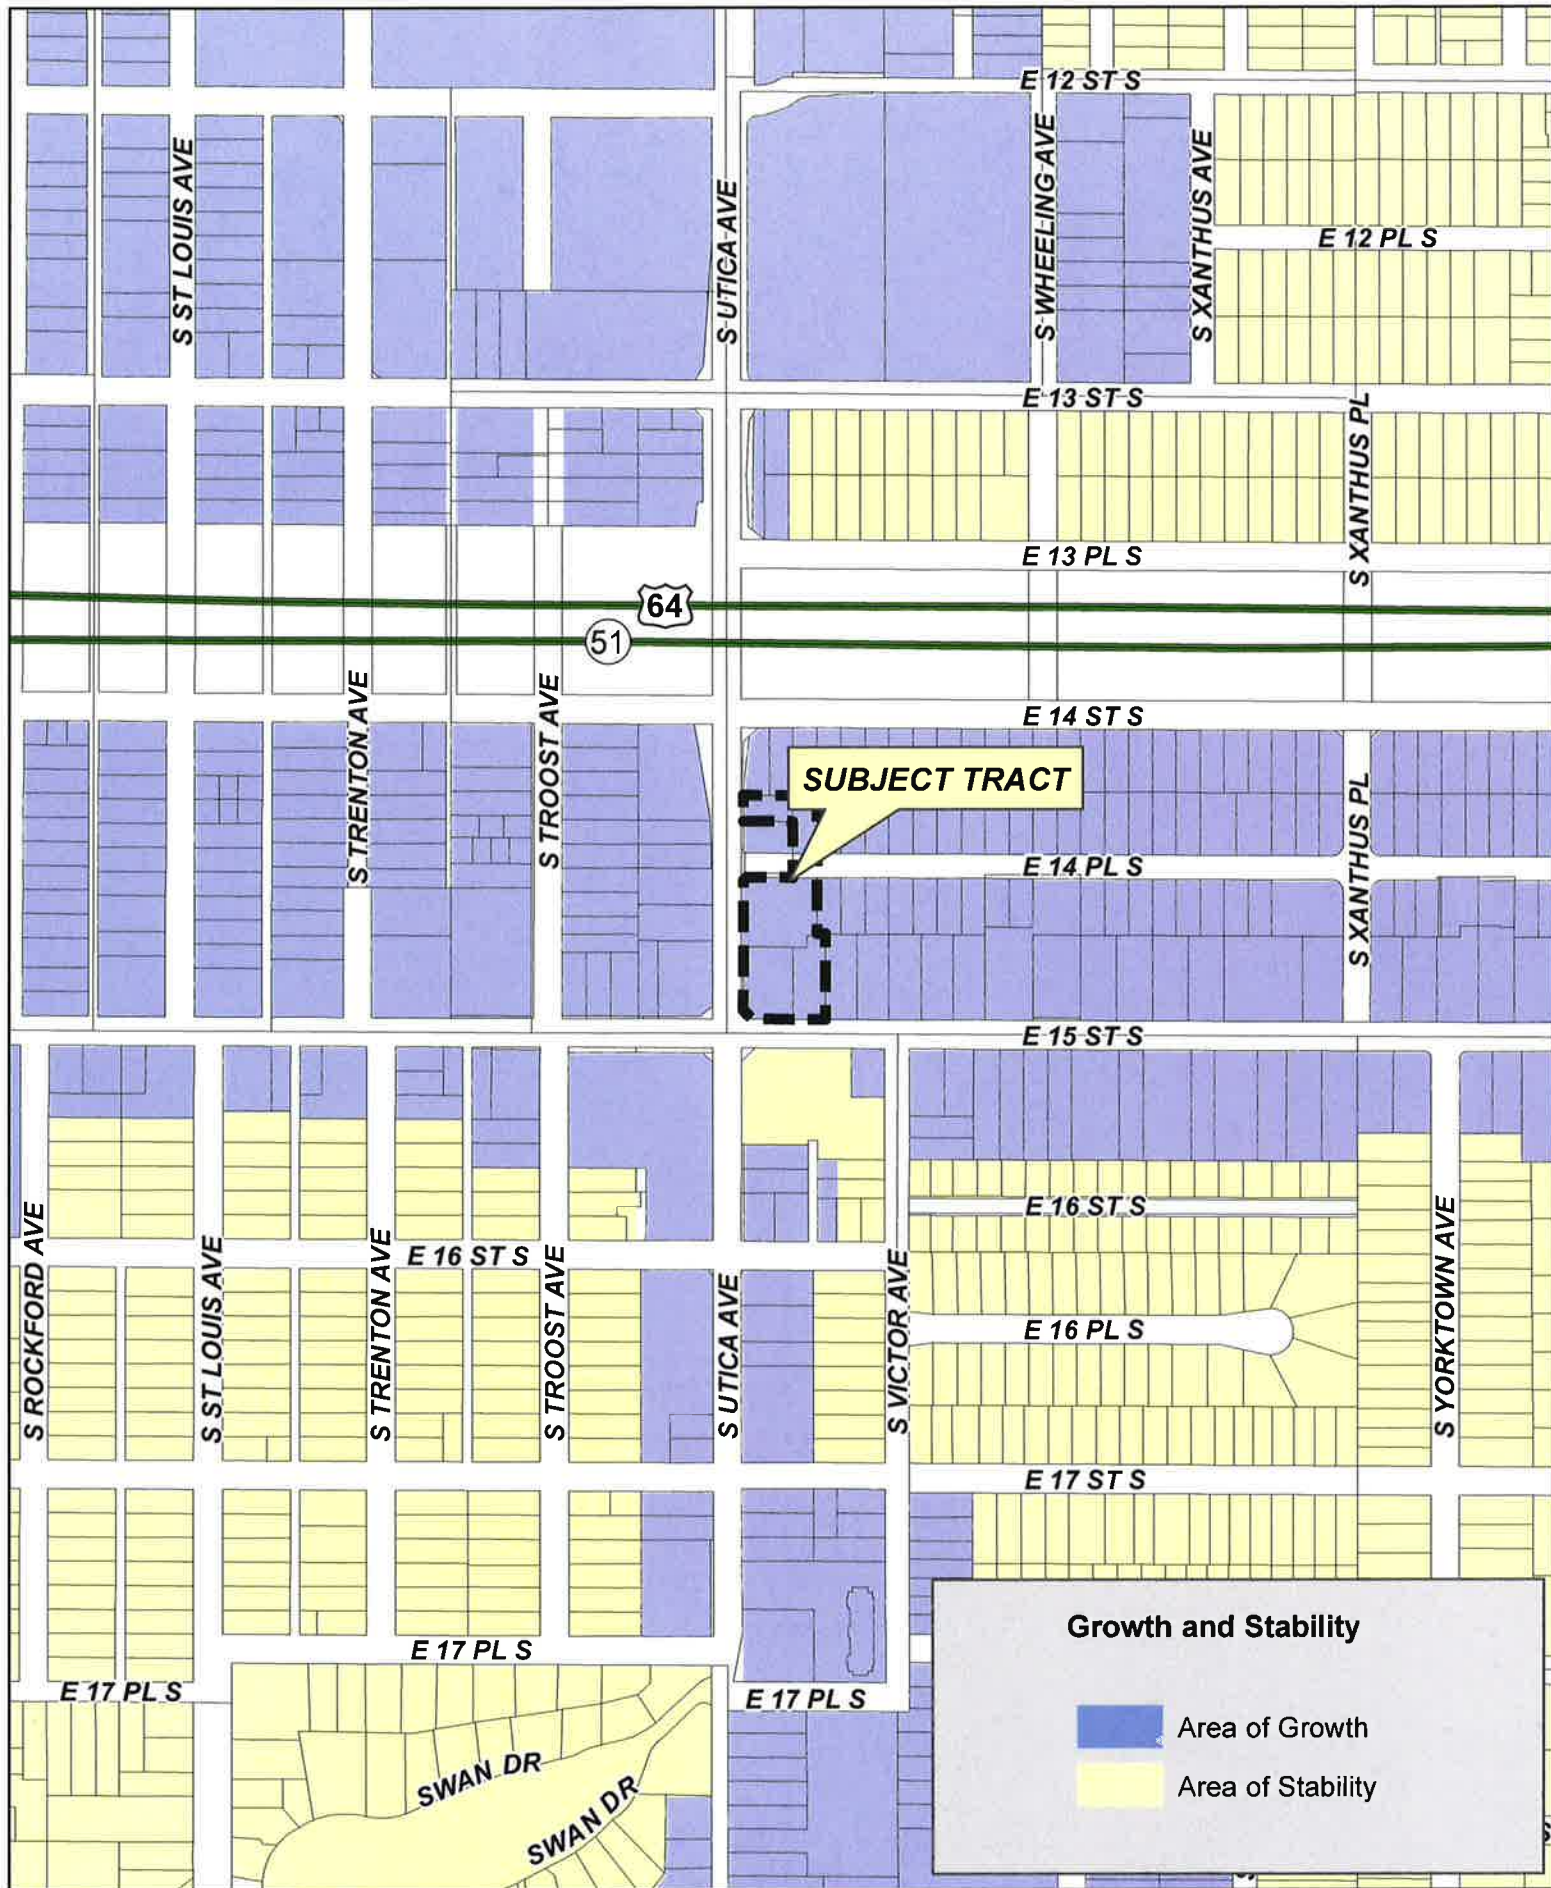 E 12 ST S
S ST LOUIS AVE
S UTICA AVE
S WHEELING AVE
S XANTHUS AVE
E 12 PL S
E 13 ST S
S XANTHUS PL
E 13 PL S
64
51
E 14 ST S
S TRENTON AVE
S TROOST AVE
SUBJECT TRACT
S XANTHUS PL
E 14 PL S
E 15 ST S
S ROCKFORD AVE
S ST LOUIS AVE
S TRENTON AVE
E 16 ST S
S TROOST AVE
S UTICA AVE
S VICTOR AVE
E 16 ST S
E 16 PL S
S YORKTOWN AVE
E 17 ST S
E 17 PL S
E 17 PL S
E 17 PL S
SWAN DR
SWAN DR
Growth and Stability
Area of Growth
Area of Stability